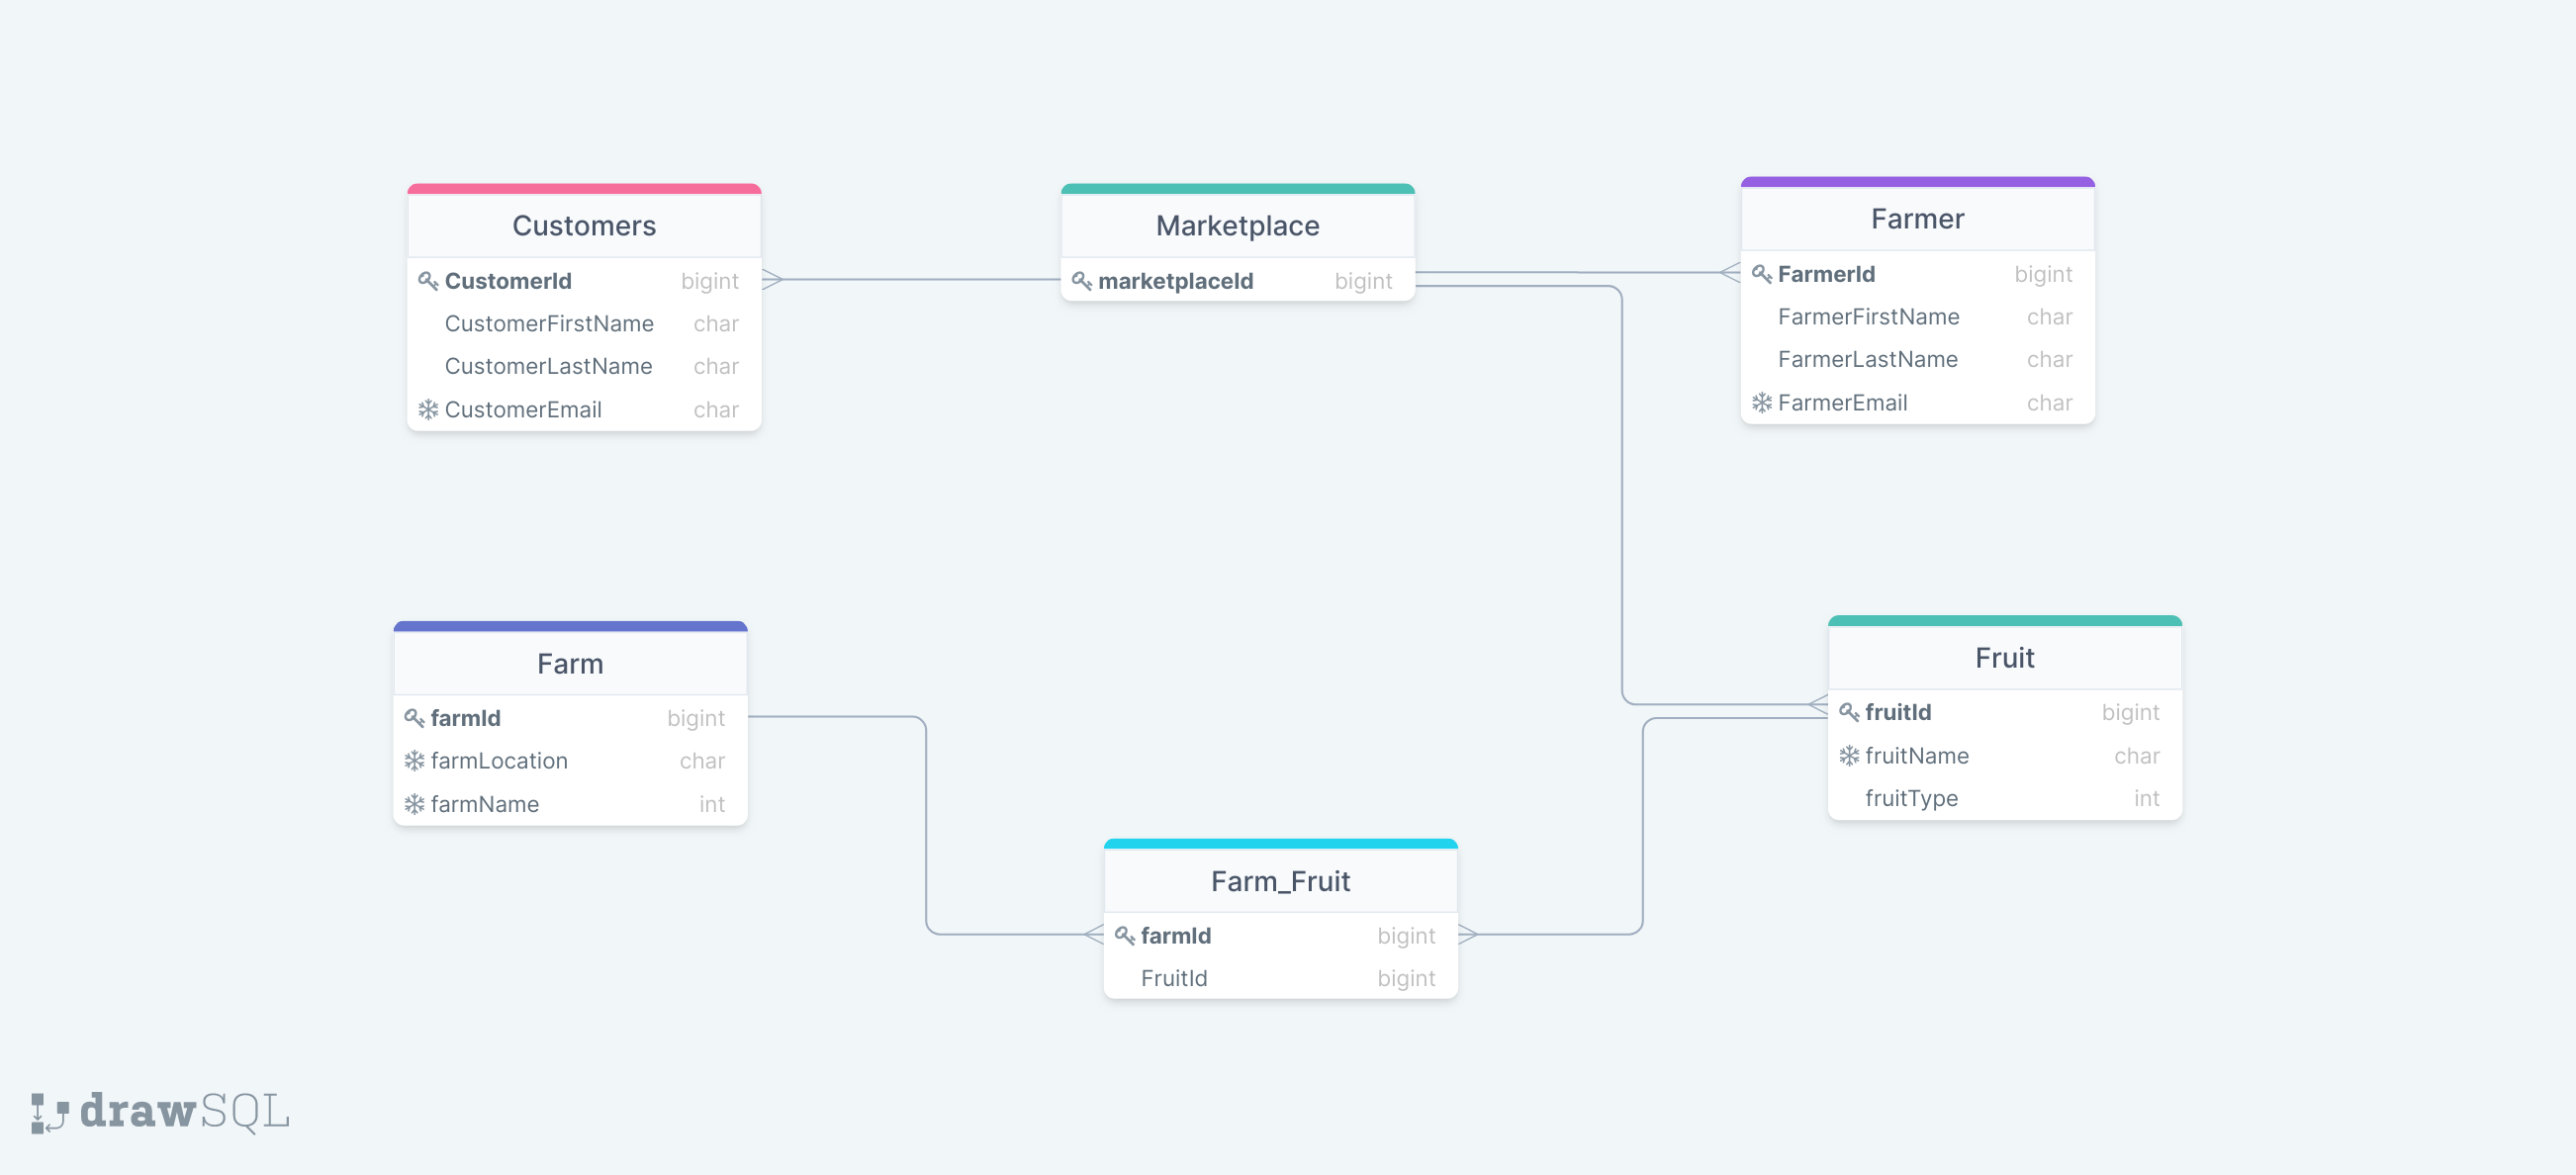 Customers
CustomerId bigint
CustomerFirstName char
CustomerLastName char
CustomerEmail char
Marketplace
marketplaceId bigint
Farmer
FarmerId bigint
FarmerFirstName char
FarmerLastName char
FarmerEmail char
Farm
farmId bigint
farmLocation char
farmName int
Fruit
fruitId bigint
fruitName char
fruitType int
Farm_Fruit
farmId bigint
FruitId bigint
drawSQL